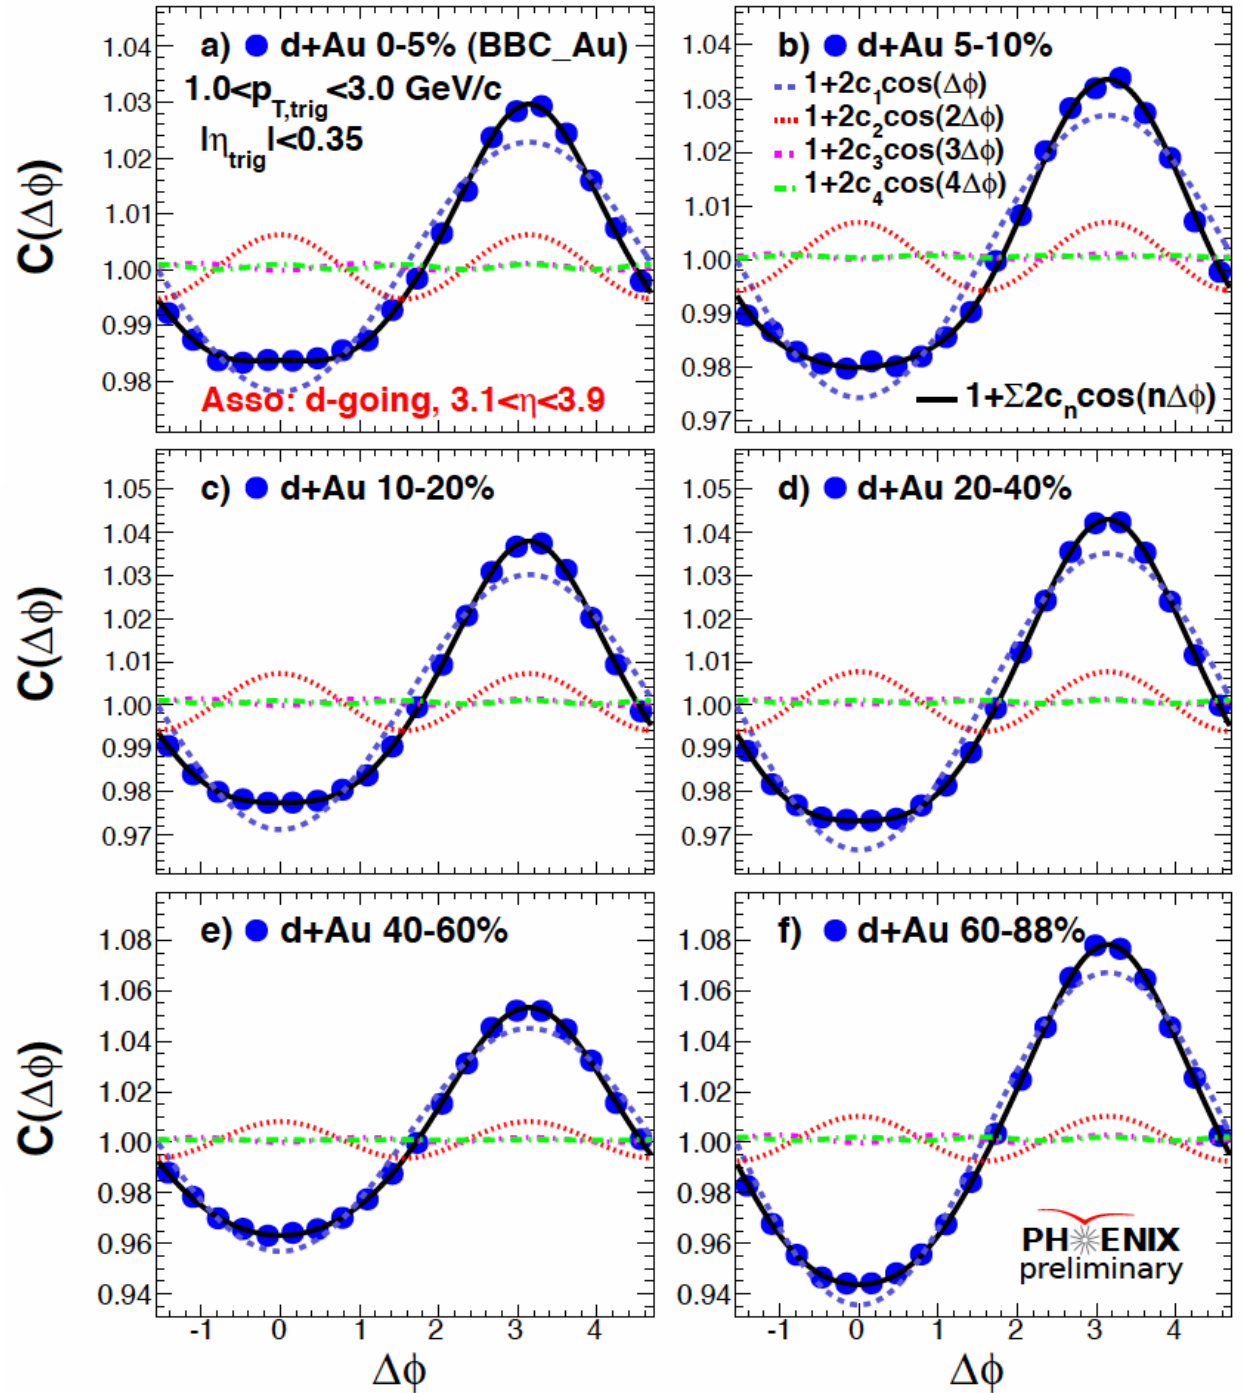 a) d+Au 0-5% (BBC_Au)
1.0<p_T,trig<3.0 GeV/c
|η_trig|<0.35
Asso: d-going, 3.1<η<3.9
C(Δϕ)
1.04
1.03
1.02
1.01
1.00
0.99
0.98
b) d+Au 5-10%
1+2c_1cos(Δϕ)
1+2c_2cos(2Δϕ)
1+2c_3cos(3Δϕ)
1+2c_4cos(4Δϕ)
1+Σ2c_ncos(nΔϕ)
1.04
1.03
1.02
1.01
1.00
0.99
0.98
0.97
c) d+Au 10-20%
C(Δϕ)
1.05
1.04
1.03
1.02
1.01
1.00
0.99
0.98
0.97
d) d+Au 20-40%
1.05
1.04
1.03
1.02
1.01
1.00
0.99
0.98
0.97
e) d+Au 40-60%
C(Δϕ)
1.08
1.06
1.04
1.02
1.00
0.98
0.96
0.94
-1 0 1 2 3 4
Δϕ
f) d+Au 60-88%
1.08
1.06
1.04
1.02
1.00
0.98
0.96
0.94
PHENIX
preliminary
-1 0 1 2 3 4
Δϕ